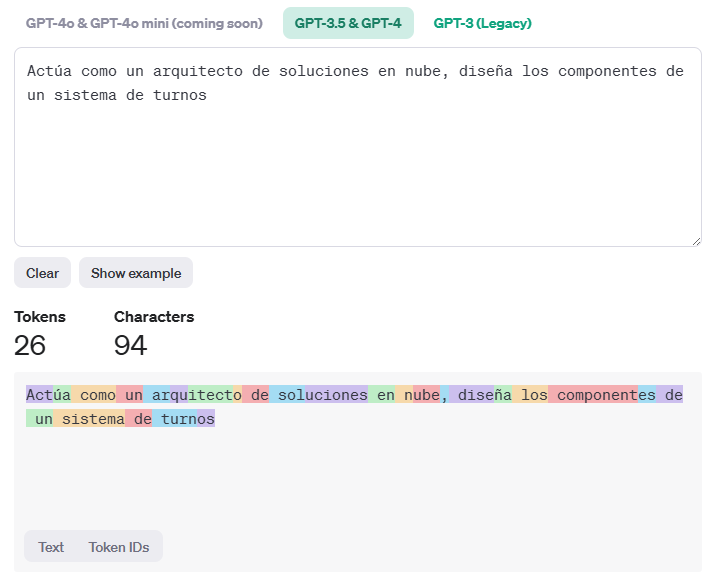 GPT-4o & GPT-4o mini (coming soon) GPT-3.5 & GPT-4 GPT-3 (Legacy)
Actúa como un arquitecto de soluciones en nube, diseña los componentes de
un sistema de turnos
Clear Show example
Tokens Characters
26 94
Actúa como un arquitecto de soluciones en nube, diseña los componentes de
un sistema de turnos
Text Token IDs